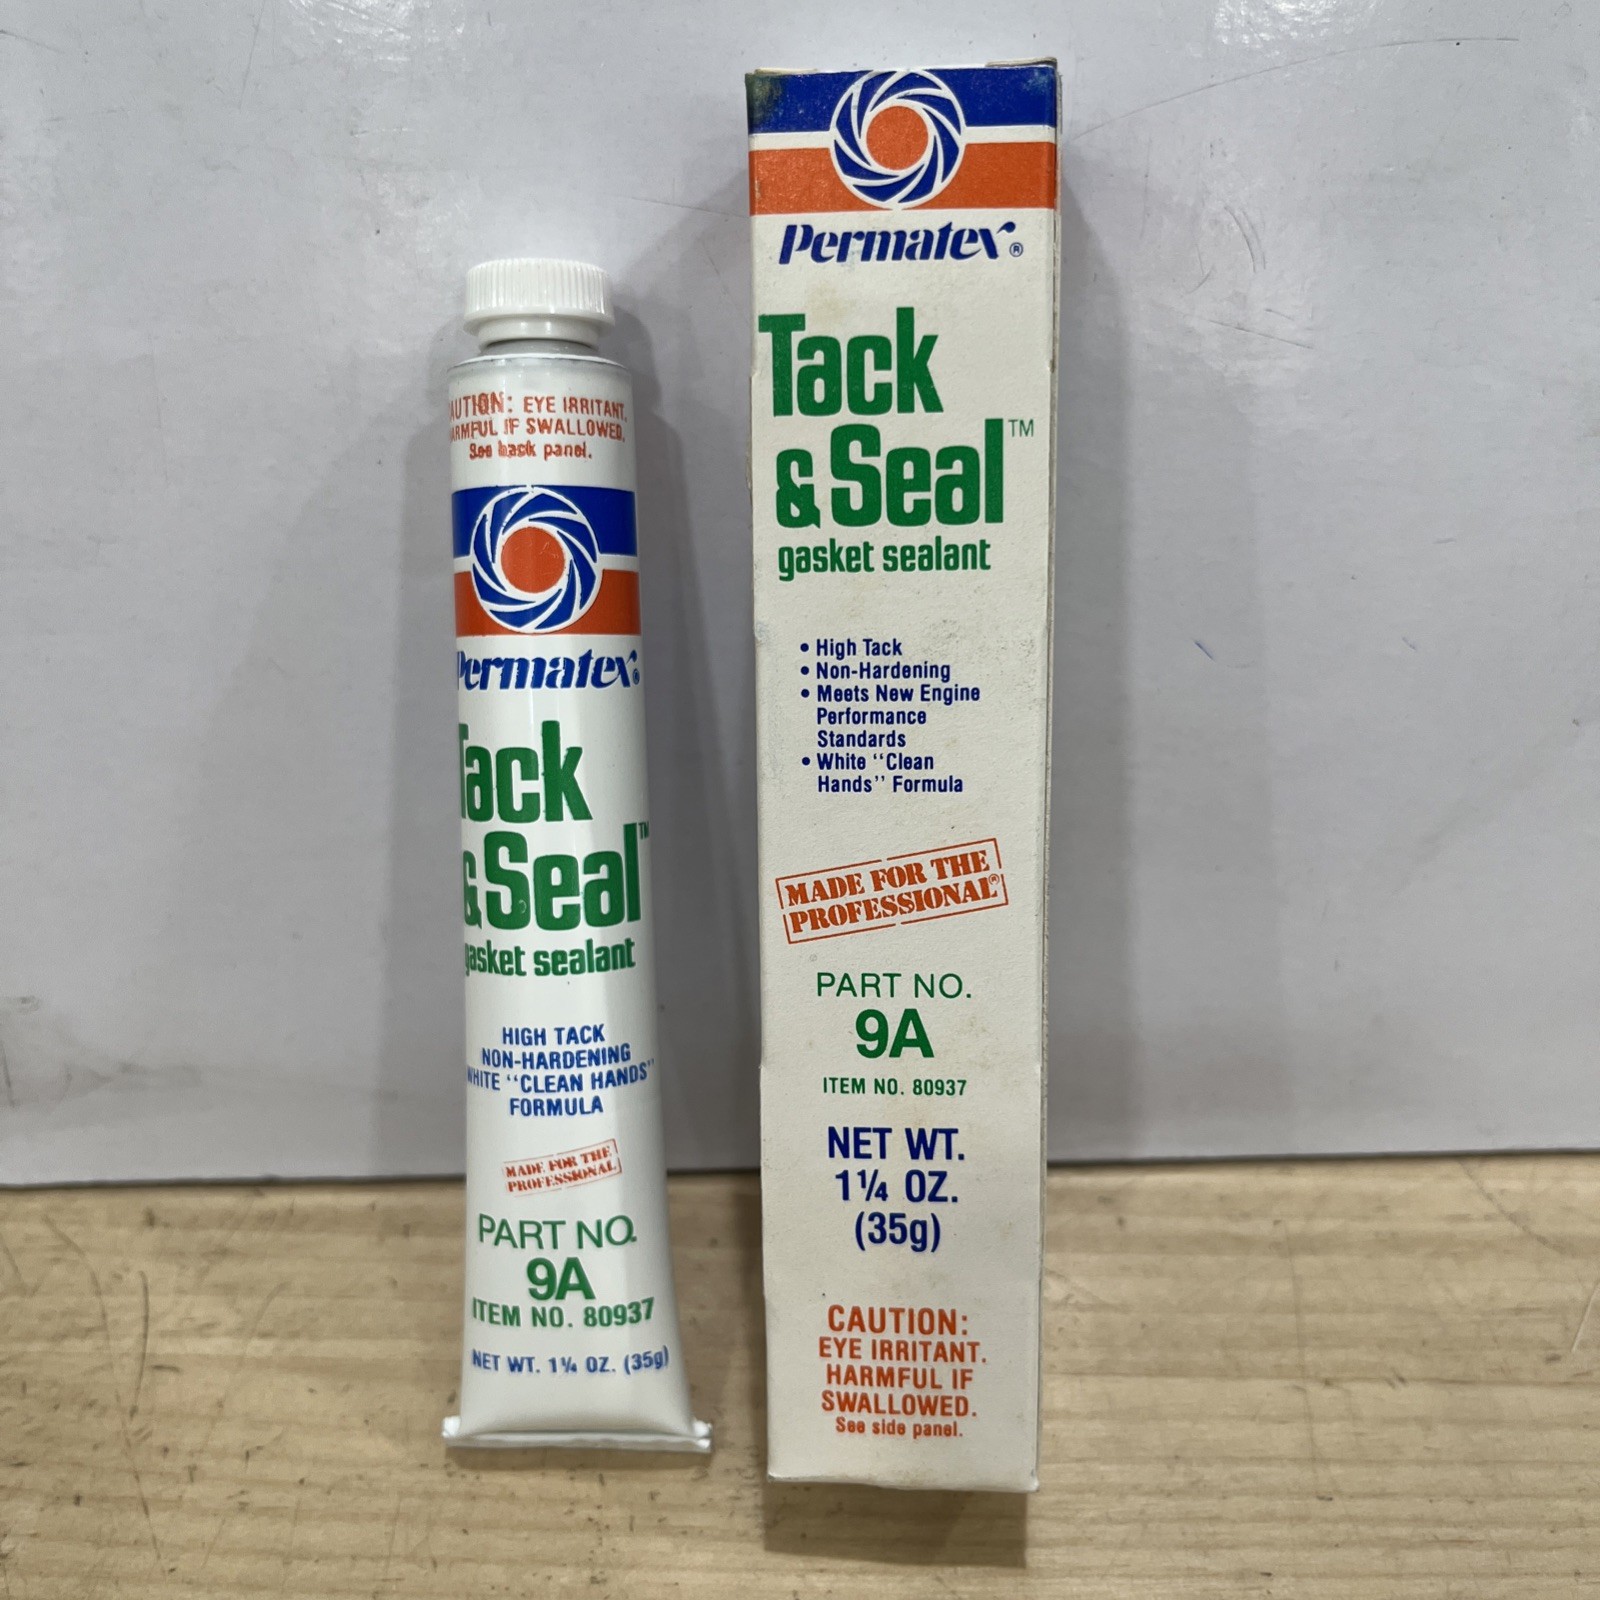 CAUTION: EYE IRRITANT.
HARMFUL IF SWALLOWED.
See back panel.
Permatex®
Tack
& Seal™
gasket sealant
HIGH TACK
NON-HARDENING
WHITE "CLEAN HANDS"
FORMULA
MADE FOR THE
PROFESSIONAL
PART NO.
9A
ITEM NO. 80937
NET WT. 1¼ OZ. (35g)
Permatex®
Tack
& Seal™
gasket sealant
• High Tack
• Non-Hardening
• Meets New Engine
Performance
Standards
• White "Clean
Hands" Formula
MADE FOR THE
PROFESSIONAL®
PART NO.
9A
ITEM NO. 80937
NET WT.
1¼ OZ.
(35g)
CAUTION:
EYE IRRITANT.
HARMFUL IF
SWALLOWED.
See side panel.